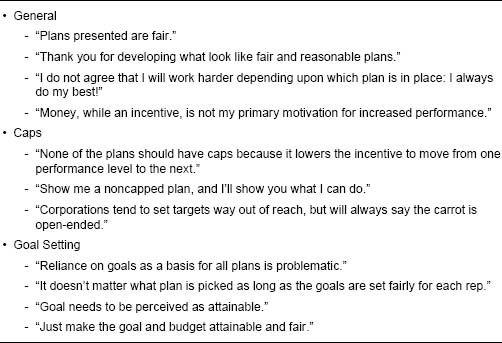 • General
- “Plans presented are fair.”
- “Thank you for developing what look like fair and reasonable plans.”
- “I do not agree that I will work harder depending upon which plan is in place: I always
do my best!”
- “Money, while an incentive, is not my primary motivation for increased performance.”
• Caps
- “None of the plans should have caps because it lowers the incentive to move from one
performance level to the next.”
- “Show me a noncapped plan, and I’ll show you what I can do.”
- “Corporations tend to set targets way out of reach, but will always say the carrot is
open-ended.”
• Goal Setting
- “Reliance on goals as a basis for all plans is problematic.”
- “It doesn’t matter what plan is picked as long as the goals are set fairly for each rep.”
- “Goal needs to be perceived as attainable.”
- “Just make the goal and budget attainable and fair.”